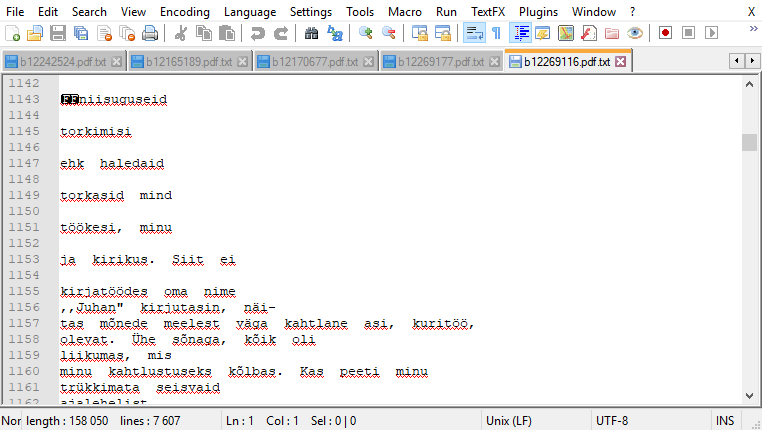 File Edit Search View Encoding Language Settings Tools Macro Run TextFX Plugins Window ? X
b12242524.pdf.txt b12165189.pdf.txt b12170677.pdf.txt b12269177.pdf.txt b12269116.pdf.txt
1142
1143 FFniisuguseid
1144
1145 torkimisi
1146
1147 ehk haledaid
1148
1149 torkasid mind
1150
1151 töökesi, minu
1152
1153 ja kirikus. Siit ei
1154
1155 kirjatöödes oma nime
1156 ,,Juhan" kirjutasin, näi-
1157 tas mõnede meelest väga kahtlane asi, kuritöö,
1158 olevat. Ühe sõnaga, kõik oli
1159 liikumas, mis
1160 minu kahtlustuseks kõlbas. Kas peeti minu
1161 trükkimata seisvaid
1162 ajalehelist
Nor length : 158 050 lines : 7 607 Ln : 1 Col : 1 Sel : 0 | 0 Unix (LF) UTF-8 INS